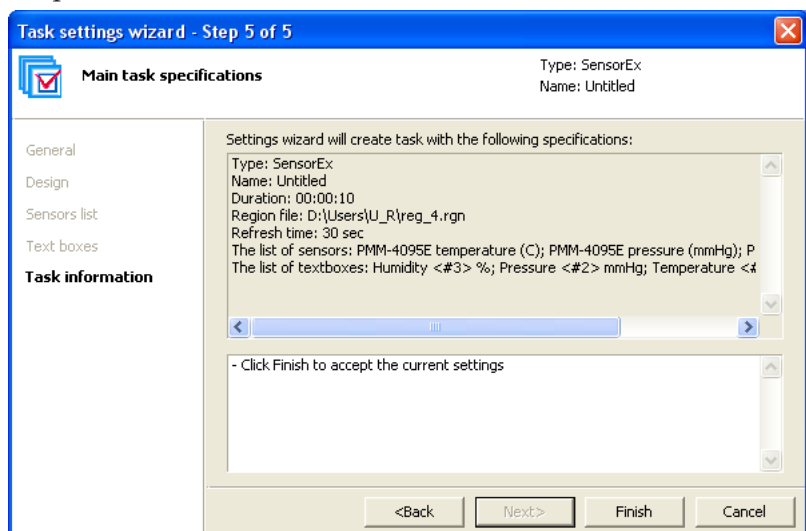 Task settings wizard - Step 5 of 5
Main task specifications
Type: SensorEx
Name: Untitled
General
Design
Sensors list
Text boxes
Task information
Settings wizard will create task with the following specifications:
Type: SensorEx
Name: Untitled
Duration: 00:00:10
Region file: D:\Users\U_R\reg_4.rgn
Refresh time: 30 sec
The list of sensors: PMM-4095E temperature (C); PMM-4095E pressure (mmHg); P
The list of textboxes: Humidity <#3> %; Pressure <#2> mmHg; Temperature <#
- Click Finish to accept the current settings
<Back
Next>
Finish
Cancel